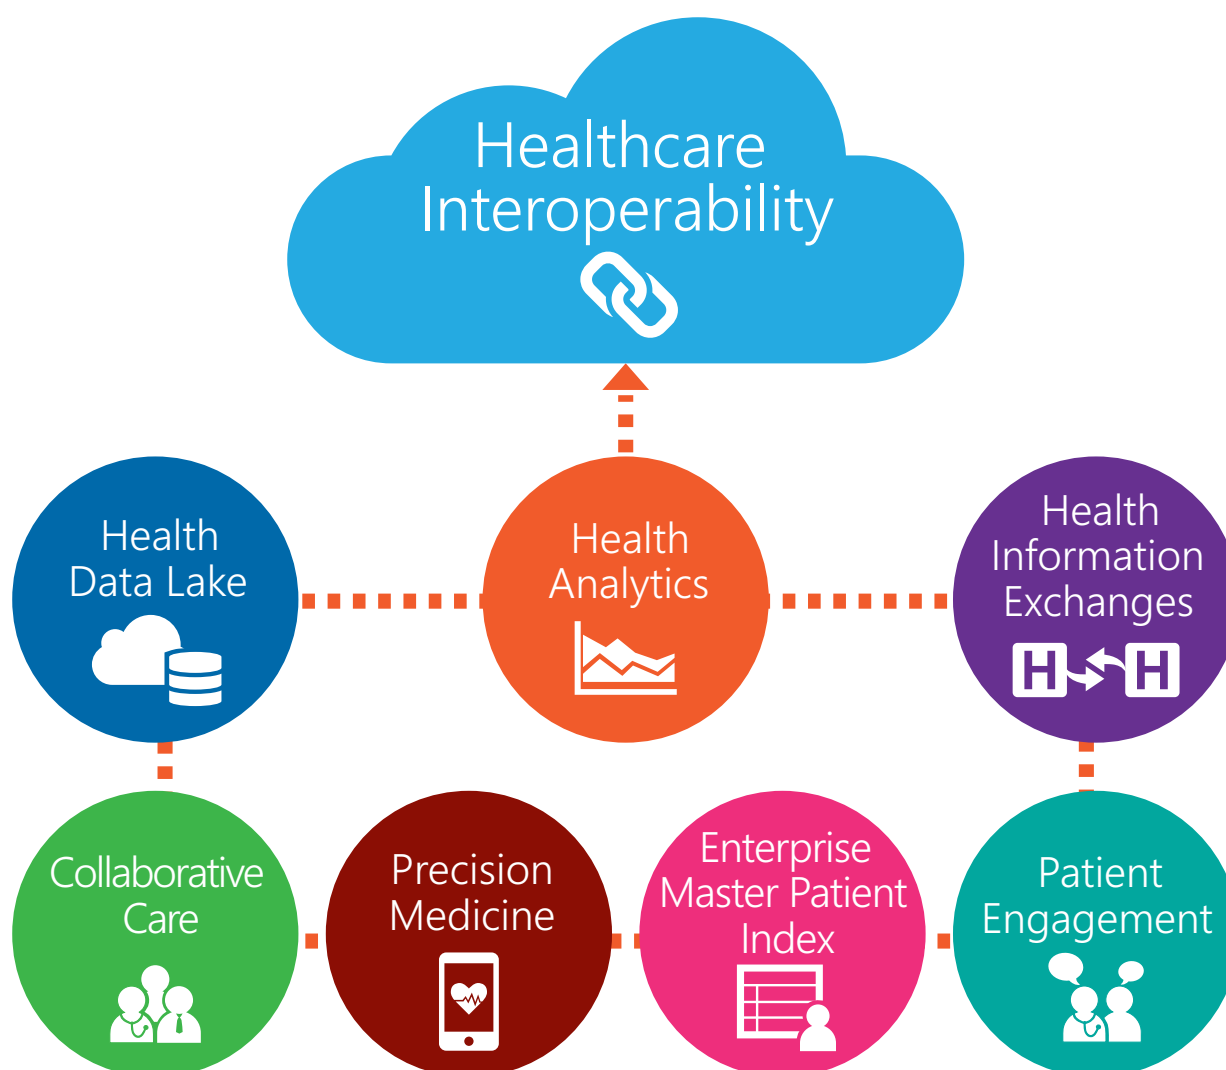 Healthcare
Interoperability
Health
Data Lake
Health
Analytics
Health
Information
Exchanges
H
H
Collaborative
Care
Precision
Medicine
Enterprise
Master Patient
Index
Patient
Engagement